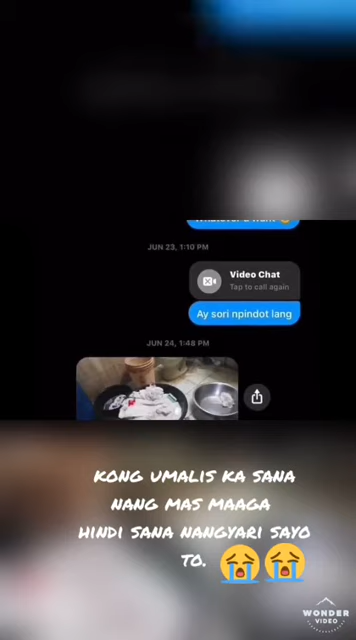 JUN 23, 1:10 PM
Video Chat
Tap to call again
Ay sori npindot lang
JUN 24, 1:48 PM
KONG UMALIS KA SANA
NANG MAS MAAGA
HINDI SANA NANGYARI SAYO
TO. 😭😭
WONDER
VIDEO